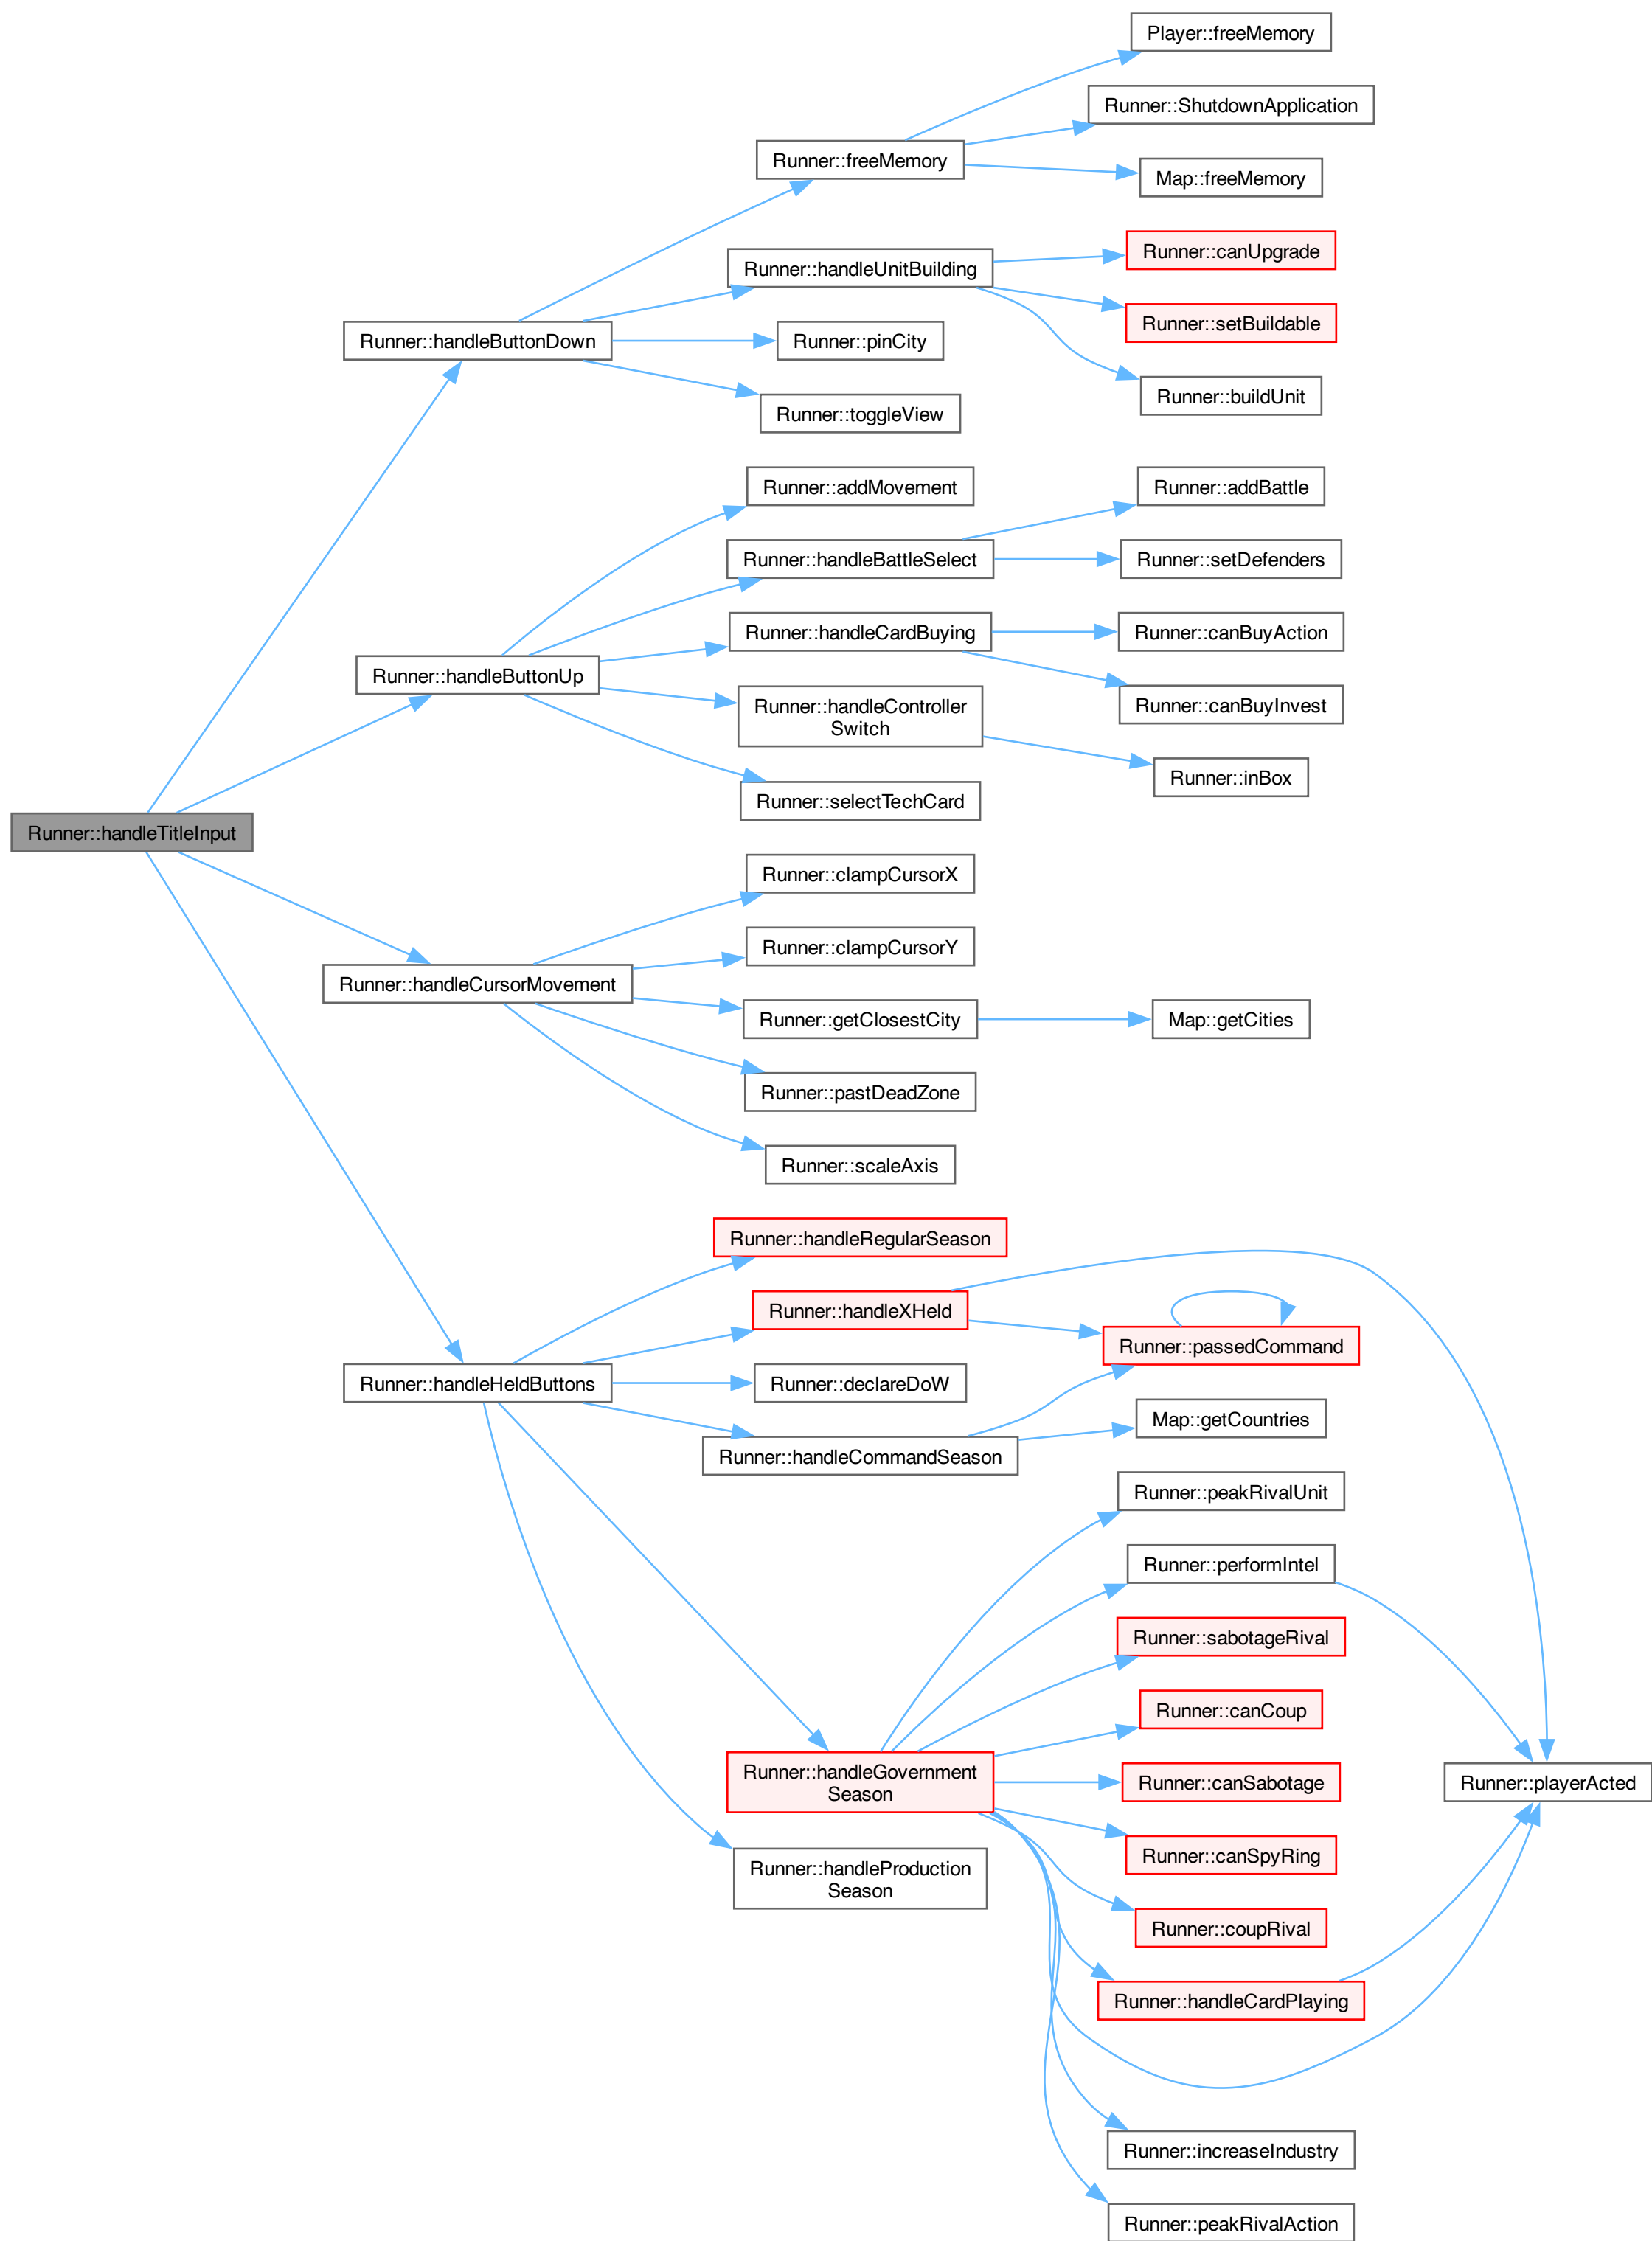 Player::freeMemory
Runner::ShutdownApplication
Runner::freeMemory
Map::freeMemory
Runner::canUpgrade
Runner::handleUnitBuilding
Runner::setBuildable
Runner::handleButtonDown
Runner::pinCity
Runner::buildUnit
Runner::toggleView
Runner::addMovement
Runner::addBattle
Runner::handleBattleSelect
Runner::setDefenders
Runner::handleCardBuying
Runner::canBuyAction
Runner::handleButtonUp
Runner::handleController
Switch
Runner::canBuyInvest
Runner::inBox
Runner::selectTechCard
Runner::handleTitleInput
Runner::clampCursorX
Runner::clampCursorY
Runner::handleCursorMovement
Runner::getClosestCity
Map::getCities
Runner::pastDeadZone
Runner::scaleAxis
Runner::handleRegularSeason
Runner::handleXHeld
Runner::passedCommand
Runner::handleHeldButtons
Runner::declareDoW
Map::getCountries
Runner::handleCommandSeason
Runner::peakRivalUnit
Runner::performIntel
Runner::sabotageRival
Runner::canCoup
Runner::handleGovernment
Season
Runner::canSabotage
Runner::playerActed
Runner::canSpyRing
Runner::handleProduction
Season
Runner::coupRival
Runner::handleCardPlaying
Runner::increaseIndustry
Runner::peakRivalAction